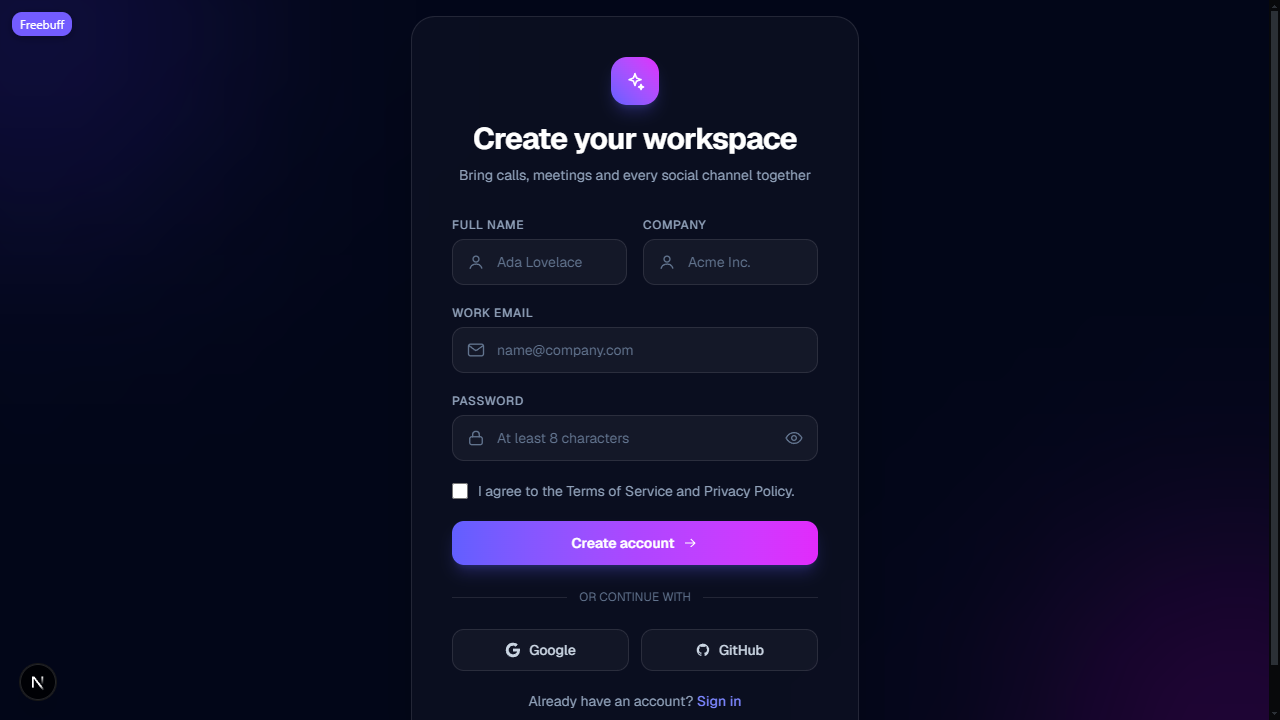 Freebuff
Create your workspace
Bring calls, meetings and every social channel together
FULL NAME
COMPANY
Ada Lovelace
Acme Inc.
WORK EMAIL
name@company.com
PASSWORD
At least 8 characters
I agree to the Terms of Service and Privacy Policy.
Create account →
OR CONTINUE WITH
Google
GitHub
Already have an account? Sign in
N